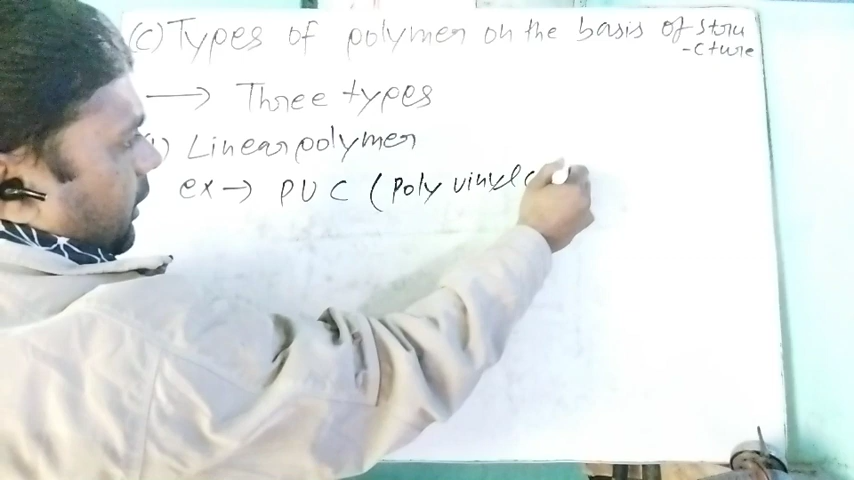 (C) Types of polymer on the basis of stru
-cture
→ Three types
) Linear polymer
ex → PVC (Poly vinyl c